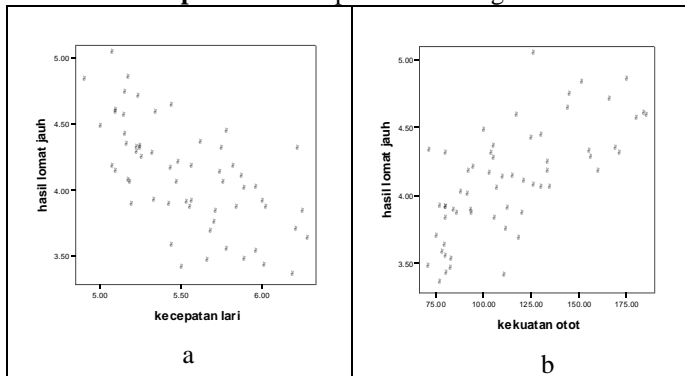 hasil lomat jauh
5.00
4.50
4.00
3.50
5.00 5.50 6.00
kecepatan lari
a
hasil lomat jauh
5.00
4.50
4.00
3.50
75.00 100.00 125.00 150.00 175.00
kekuatan otot
b